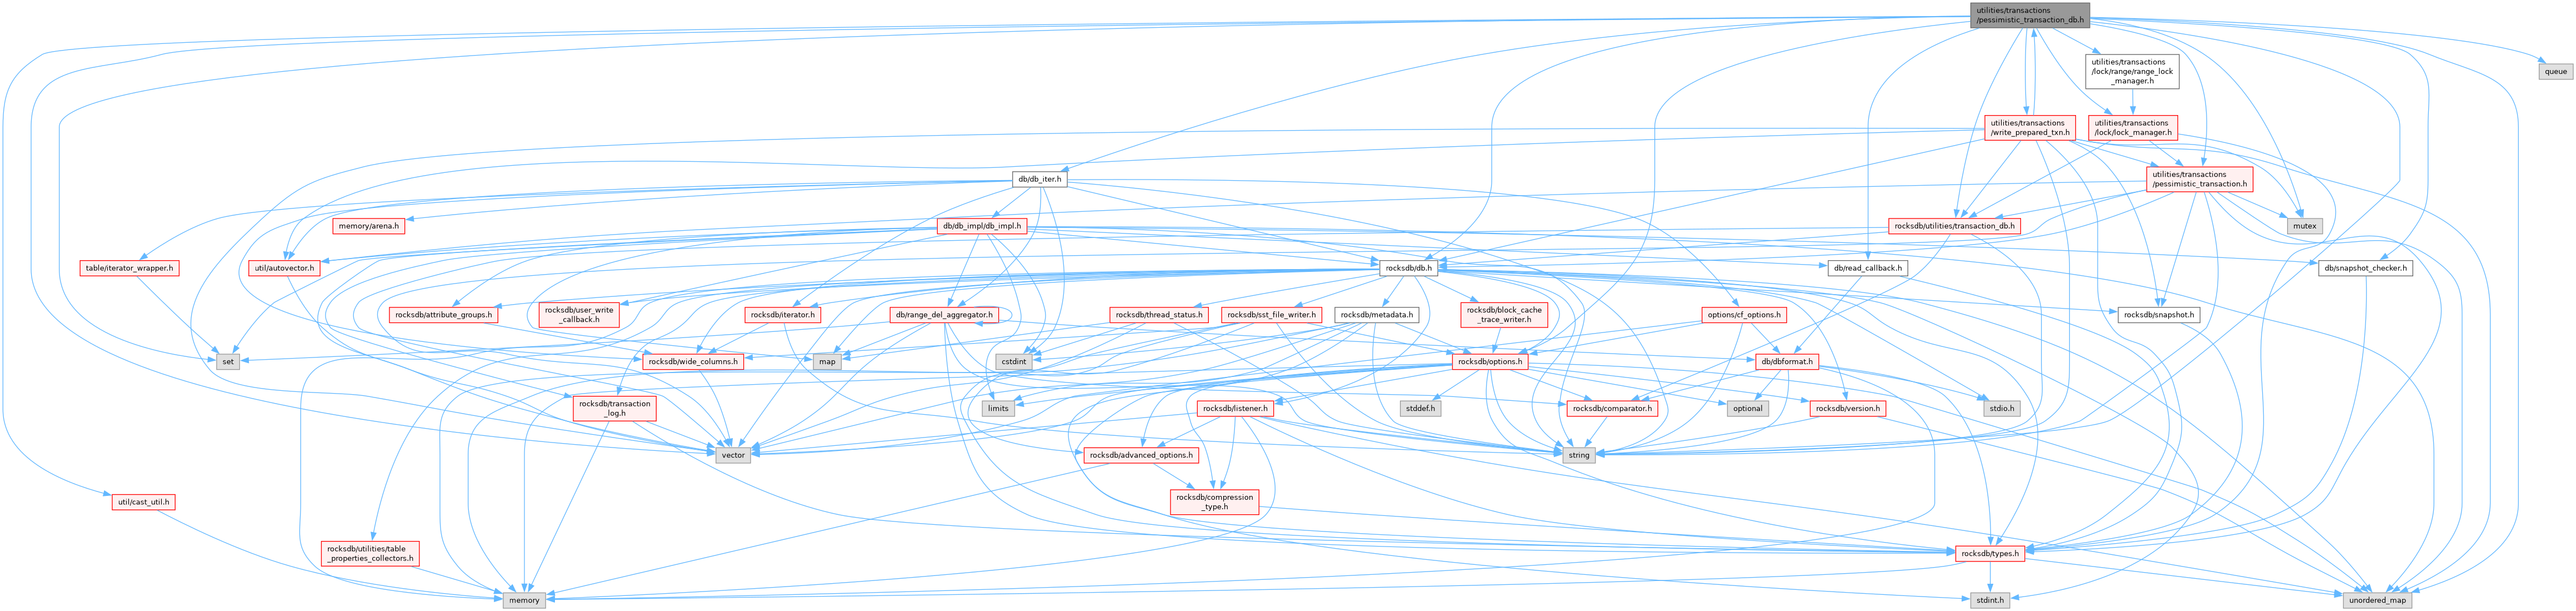 utilities/transactions
/pessimistic_transaction_db.h
queue
utilities/transactions
/lock/range/range_lock
_manager.h
utilities/transactions
/write_prepared_txn.h
utilities/transactions
/lock/lock_manager.h
db/db_iter.h
utilities/transactions
/pessimistic_transaction.h
memory/arena.h
db/db_impl/db_impl.h
rocksdb/utilities/transaction_db.h
mutex
table/iterator_wrapper.h
util/autovector.h
rocksdb/db.h
db/read_callback.h
db/snapshot_checker.h
rocksdb/attribute_groups.h
rocksdb/user_write
_callback.h
rocksdb/iterator.h
db/range_del_aggregator.h
rocksdb/thread_status.h
rocksdb/sst_file_writer.h
rocksdb/metadata.h
rocksdb/block_cache
_trace_writer.h
options/cf_options.h
rocksdb/snapshot.h
set
rocksdb/wide_columns.h
map
cstdint
rocksdb/options.h
db/dbformat.h
rocksdb/transaction
_log.h
limits
rocksdb/listener.h
stddef.h
rocksdb/comparator.h
optional
rocksdb/version.h
stdio.h
vector
rocksdb/advanced_options.h
string
util/cast_util.h
rocksdb/compression
_type.h
rocksdb/utilities/table
_properties_collectors.h
rocksdb/types.h
memory
stdint.h
unordered_map